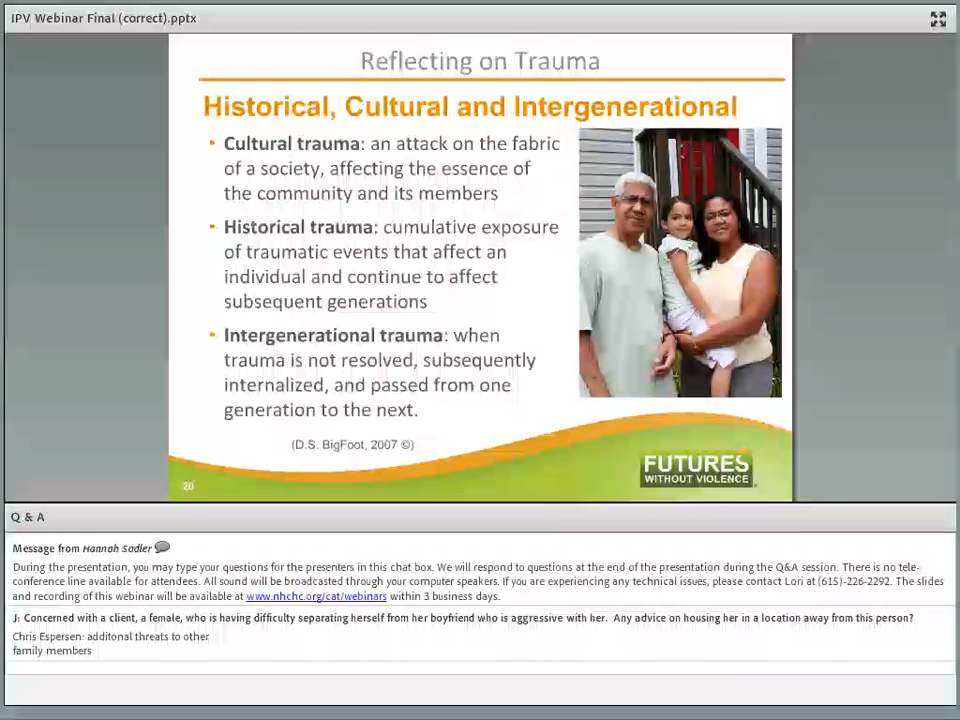 IPV Webinar Final (correct).pptx
Reflecting on Trauma
Historical, Cultural and Intergenerational
• Cultural trauma: an attack on the fabric
of a society, affecting the essence of
the community and its members
• Historical trauma: cumulative exposure
of traumatic events that affect an
individual and continue to affect
subsequent generations
• Intergenerational trauma: when
trauma is not resolved, subsequently
internalized, and passed from one
generation to the next.
(D.S. BigFoot, 2007 ©)
20
FUTURES
WITHOUT VIOLENCE
Q & A
Message from Hannah Sadler
During the presentation, you may type your questions for the presenters in this chat box. We will respond to questions at the end of the presentation during the Q&A session. There is no tele-
conference line available for attendees. All sound will be broadcasted through your computer speakers. If you are experiencing any technical issues, please contact Lori at (615)-226-2292. The slides
and recording of this webinar will be available at www.nhchc.org/cat/webinars within 3 business days.
J: Concerned with a client, a female, who is having difficulty separating herself from her boyfriend who is aggressive with her. Any advice on housing her in a location away from this person?
Chris Espersen: additonal threats to other
family members